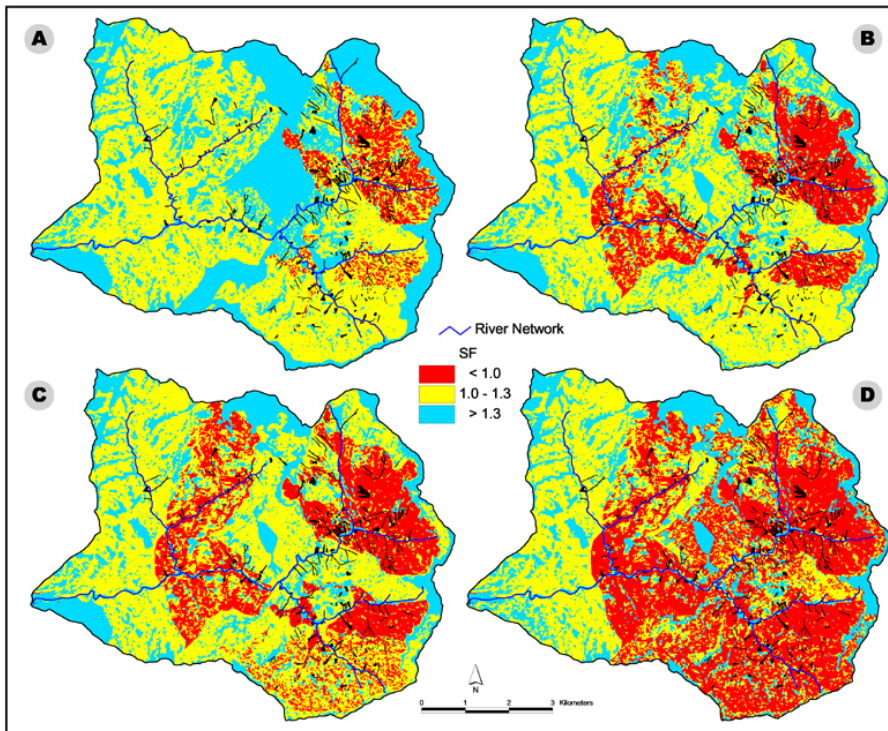 A
B
River Network
SF
< 1.0
1.0 - 1.3
> 1.3
C
D
N
0 1 2 3 Kilometers